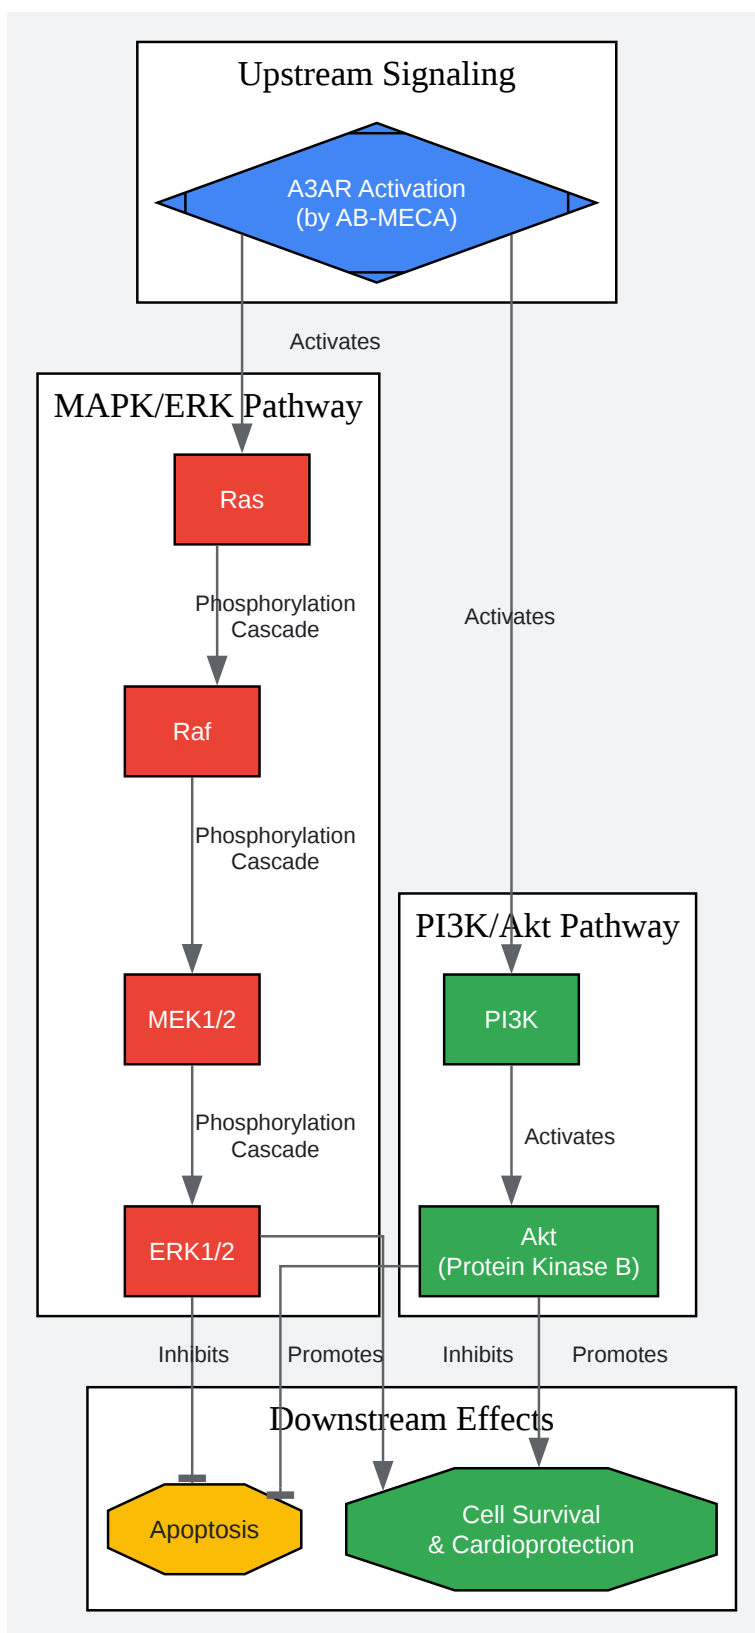 Upstream Signaling
A3AR Activation
(by AB-MECA)
Activates
MAPK/ERK Pathway
Ras
Phosphorylation
Cascade
Activates
Raf
Phosphorylation
Cascade
PI3K/Akt Pathway
MEK1/2
PI3K
Phosphorylation
Cascade
Activates
ERK1/2
Akt
(Protein Kinase B)
Inhibits
Promotes
Inhibits
Promotes
Downstream Effects
Apoptosis
Cell Survival
& Cardioprotection